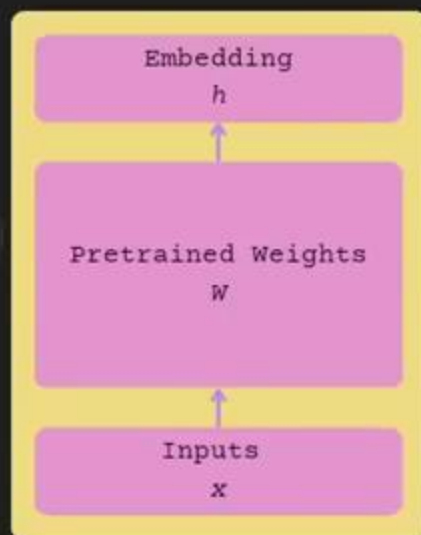 Embedding
h
Pretrained Weights
W
Inputs
x